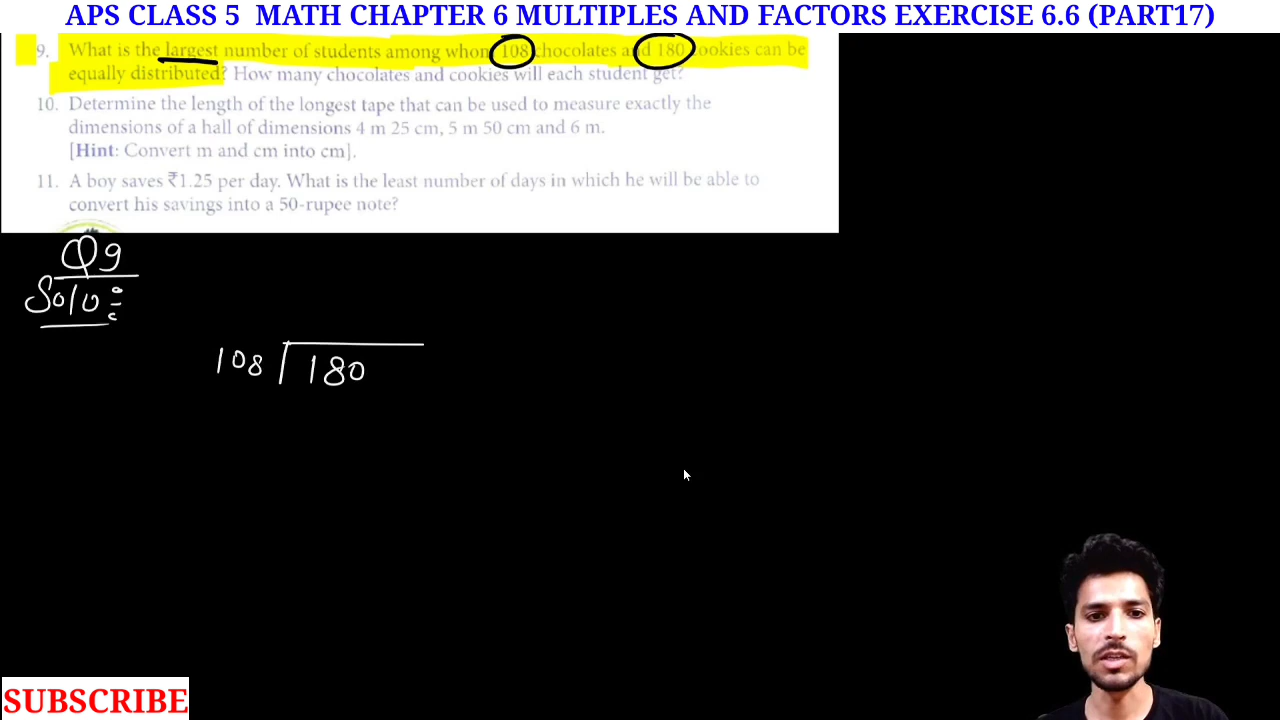 APS CLASS 5 MATH CHAPTER 6 MULTIPLES AND FACTORS EXERCISE 6.6 (PART17)
9. What is the largest number of students among whom 108 chocolates and 180 cookies can be
equally distributed? How many chocolates and cookies will each student get?
10. Determine the length of the longest tape that can be used to measure exactly the
dimensions of a hall of dimensions 4 m 25 cm, 5 m 50 cm and 6 m.
[Hint: Convert m and cm into cm].
11. A boy saves ₹1.25 per day. What is the least number of days in which he will be able to
convert his savings into a 50-rupee note?
Q9
Solo:-
108 180
SUBSCRIBE